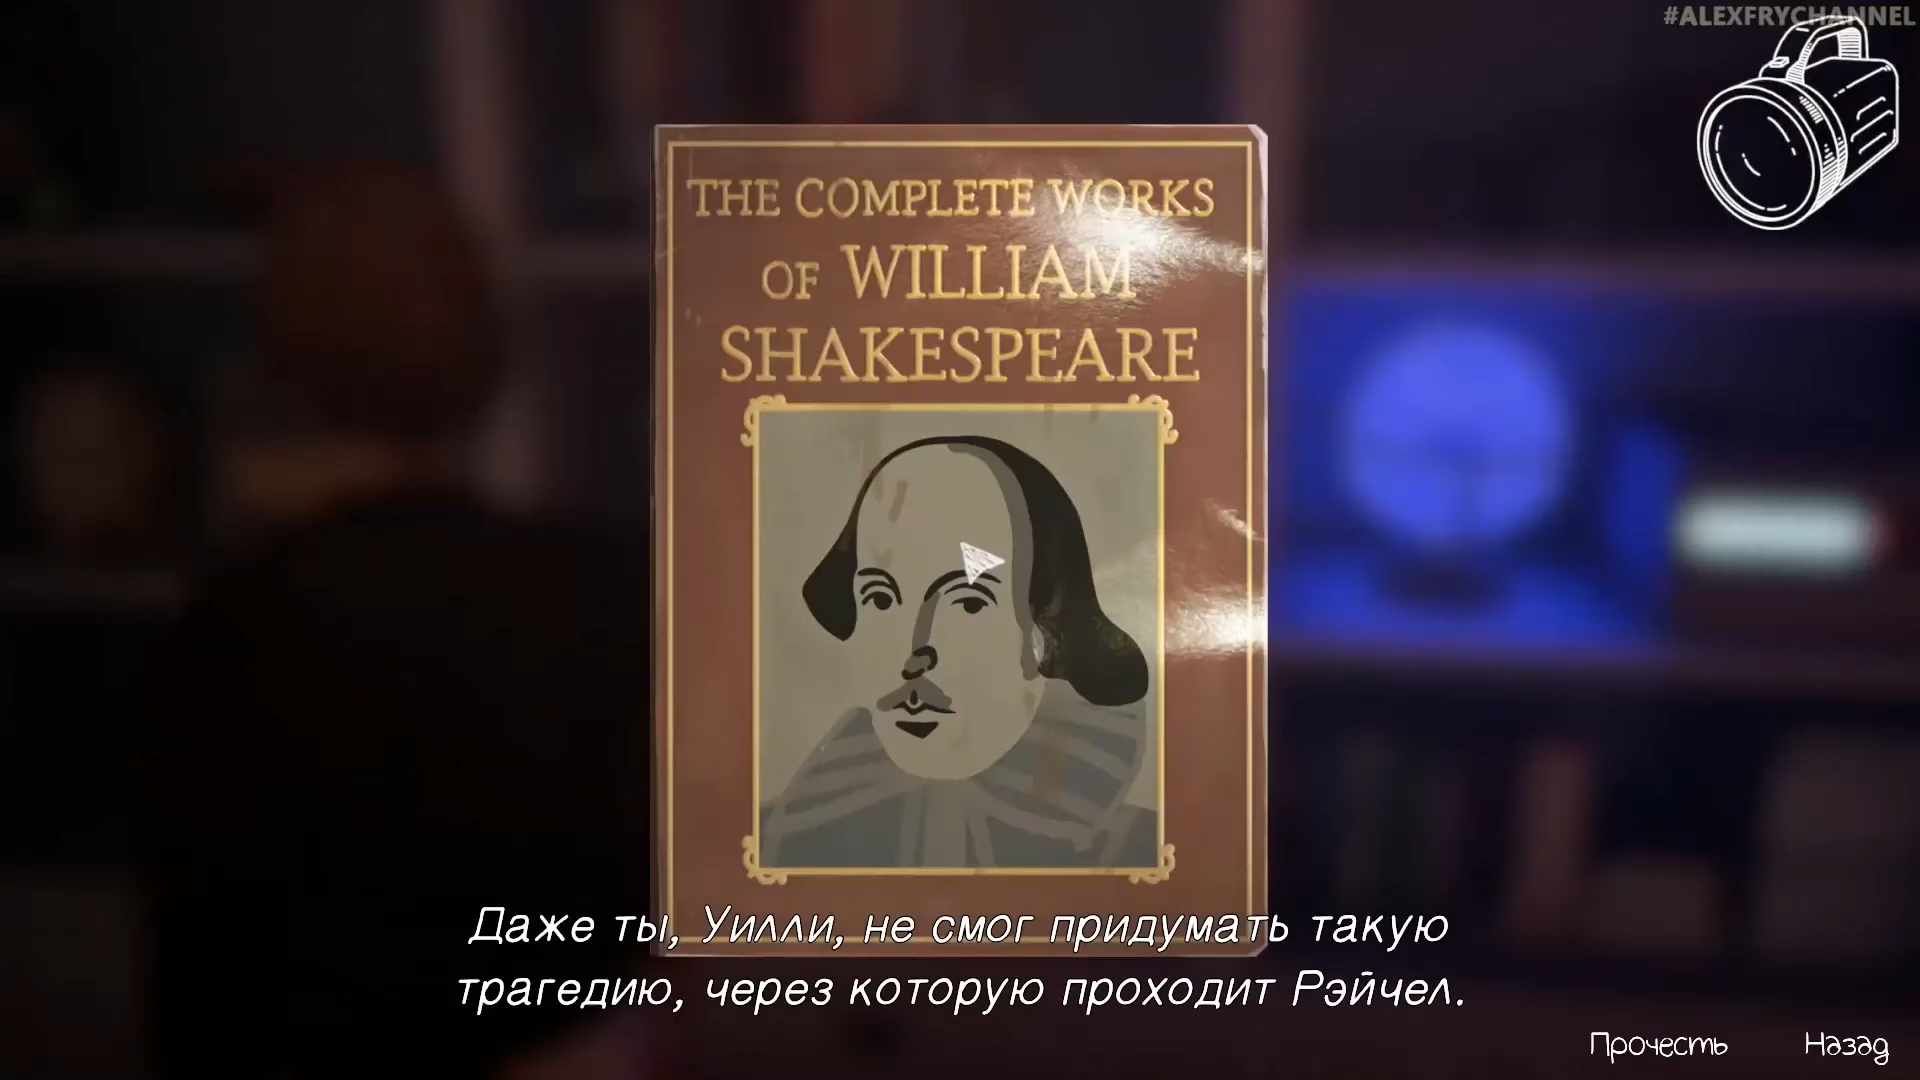 #ALEXFRYCHANNEL
THE COMPLETE WORKS
OF WILLIAM
SHAKESPEARE
Даже ты, Уилли, не смог придумать такую
трагедию, через которую проходит Рэйчел.
Прочесть Назад